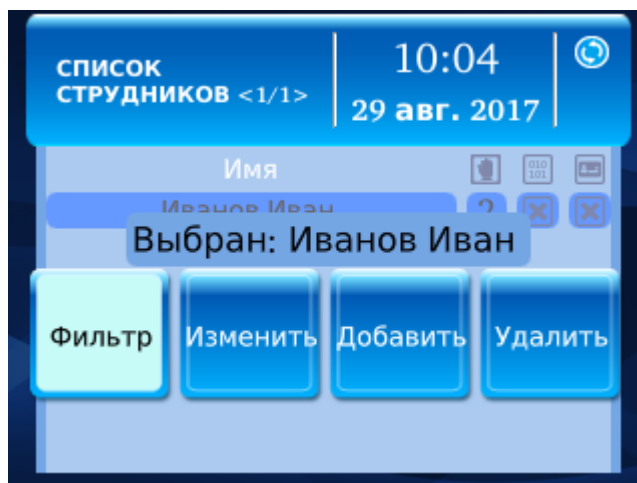 СПИСОК
СТРУДНИКОВ <1/1>
10:04
29 авг. 2017
Имя
010
101
Иванов Иван
2
Выбран: Иванов Иван
Фильтр
Изменить
Добавить
Удалить